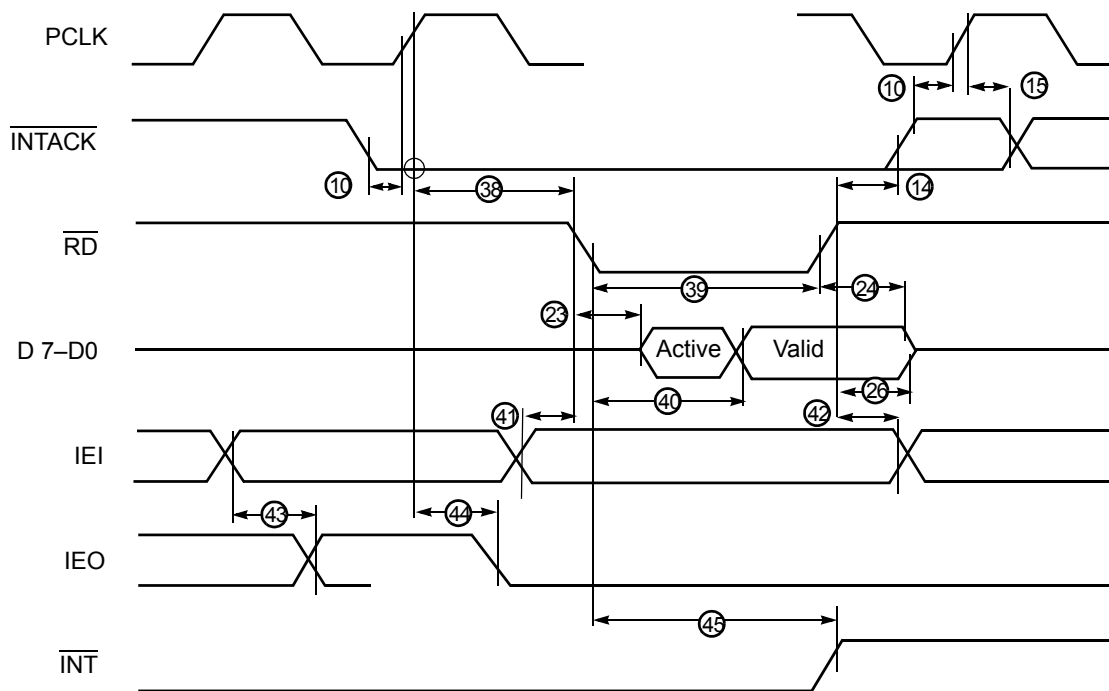 PCLK
10
15
INTACK
10
38
14
RD
39
24
23
D 7–D0
Active
Valid
26
40
41
42
IEI
43
44
IEO
45
INT